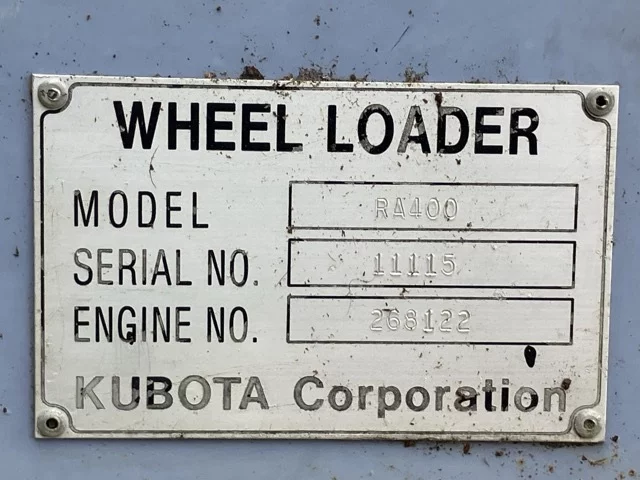 WHEEL LOADER
MODEL RA400
SERIAL NO. 11115
ENGINE NO. 268122
KUBOTA Corporation